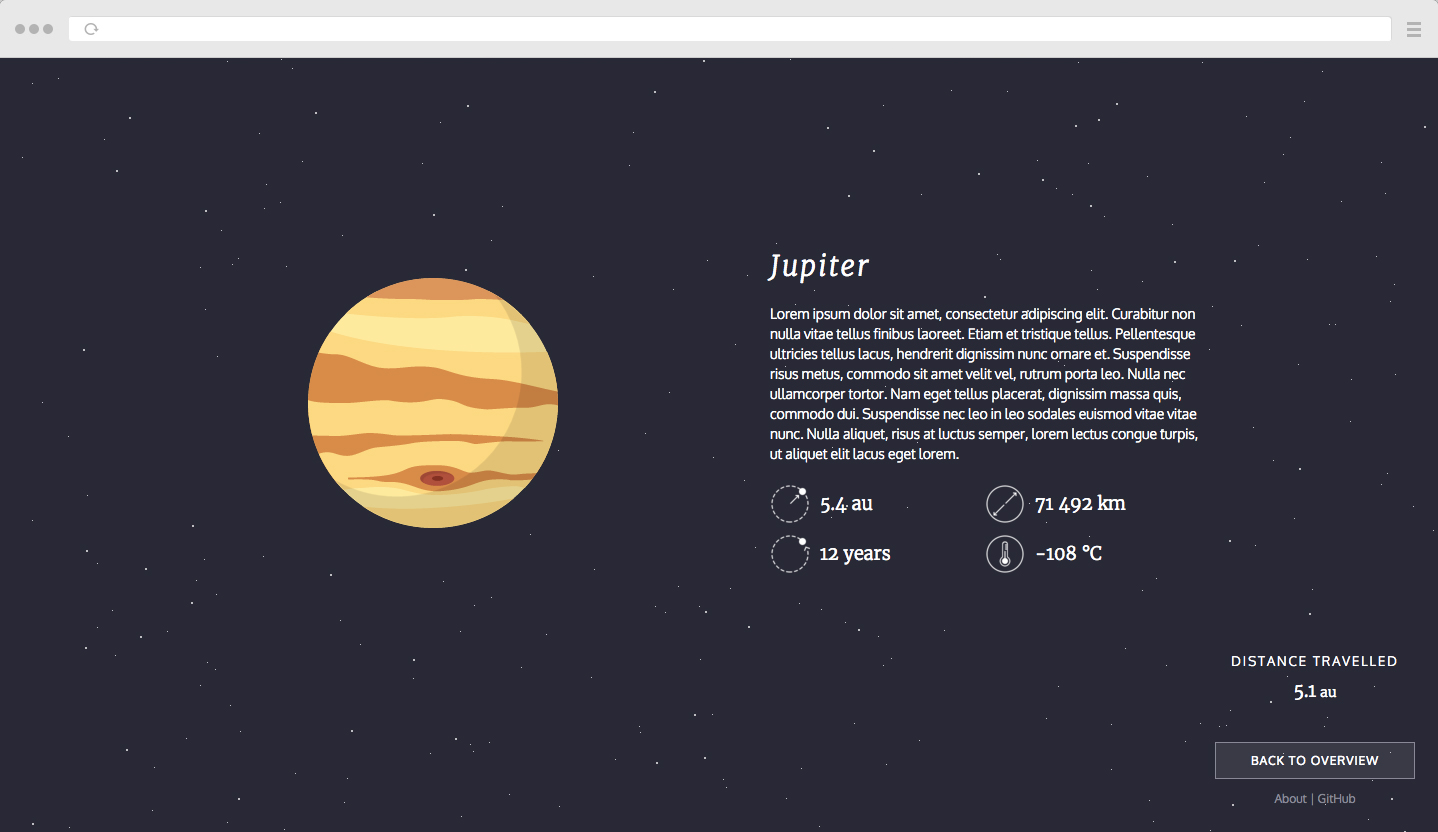 Jupiter
Lorem ipsum dolor sit amet, consectetur adipiscing elit. Curabitur non
nulla vitae tellus finibus laoreet. Etiam et tristique tellus. Pellentesque
ultricies tellus lacus, hendrerit dignissim nunc ornare et. Suspendisse
risus metus, commodo sit amet velit vel, rutrum porta leo. Nulla nec
ullamcorper tortor. Nam eget tellus placerat, dignissim massa quis,
commodo dui. Suspendisse nec leo in leo sodales euismod vitae vitae
nunc. Nulla aliquet, risus at luctus semper, lorem lectus congue turpis,
ut aliquet elit lacus eget lorem.
5.4 au
71 492 km
12 years
-108 °C
DISTANCE TRAVELLED
5.1 au
BACK TO OVERVIEW
About | GitHub